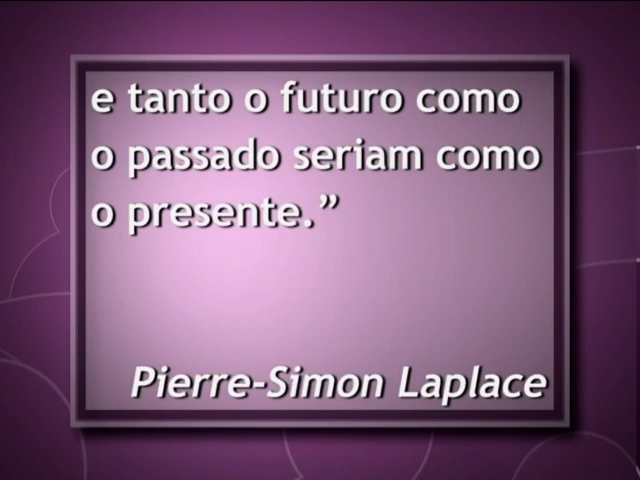 e tanto o futuro como
o passado seriam como
o presente.”
Pierre-Simon Laplace